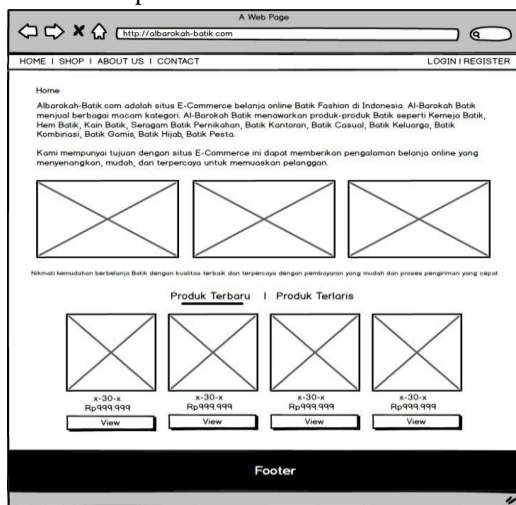 A Web Page
http://albarokah-batik.com
HOME I SHOP I ABOUT US I CONTACT LOGIN I REGISTER
Home
Albarokah-Batik.com adalah situs E-Commerce belanja online Batik Fashion di Indonesia. Al-Barokah Batik
menjual berbagai macam kategori. Al-Barokah Batik menawarkan produk-produk Batik seperti Kemeja Batik,
Hem Batik, Kain Batik, Seragam Batik Pernikahan, Batik Kantoran, Batik Casual, Batik Keluarga, Batik
Kombinasi, Batik Gamis, Batik Hijab, Batik Pesta.
Kami mempunyai tujuan dengan situs E-Commerce ini dapat memberikan pengalaman belanja online yang
menyenangkan, mudah, dan terpercaya untuk memuaskan pelanggan.
Nikmati kemudahan berbelanja Batik dengan kualitas terbaik dan terpercaya dengan pembayaran yang mudah dan proses pengiriman yang cepat
Produk Terbaru I Produk Terlaris
x-30-x x-30-x x-30-x x-30-x
Rp999.999 Rp999.999 Rp999.999 Rp999.999
View View View View
Footer